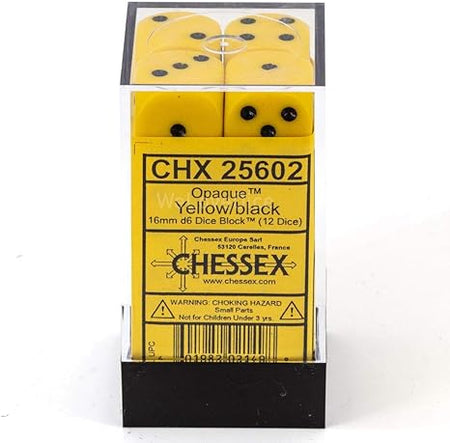 CHX 25602
Opaque™
Yellow/black
16mm d6 Dice Block™ (12 Dice)
Chessex Europe Sarl
53120 Carelles, France
CHESSEX
www.chessex.com
WARNING: CHOKING HAZARD
Small Parts
Not for Children Under 3 yrs.